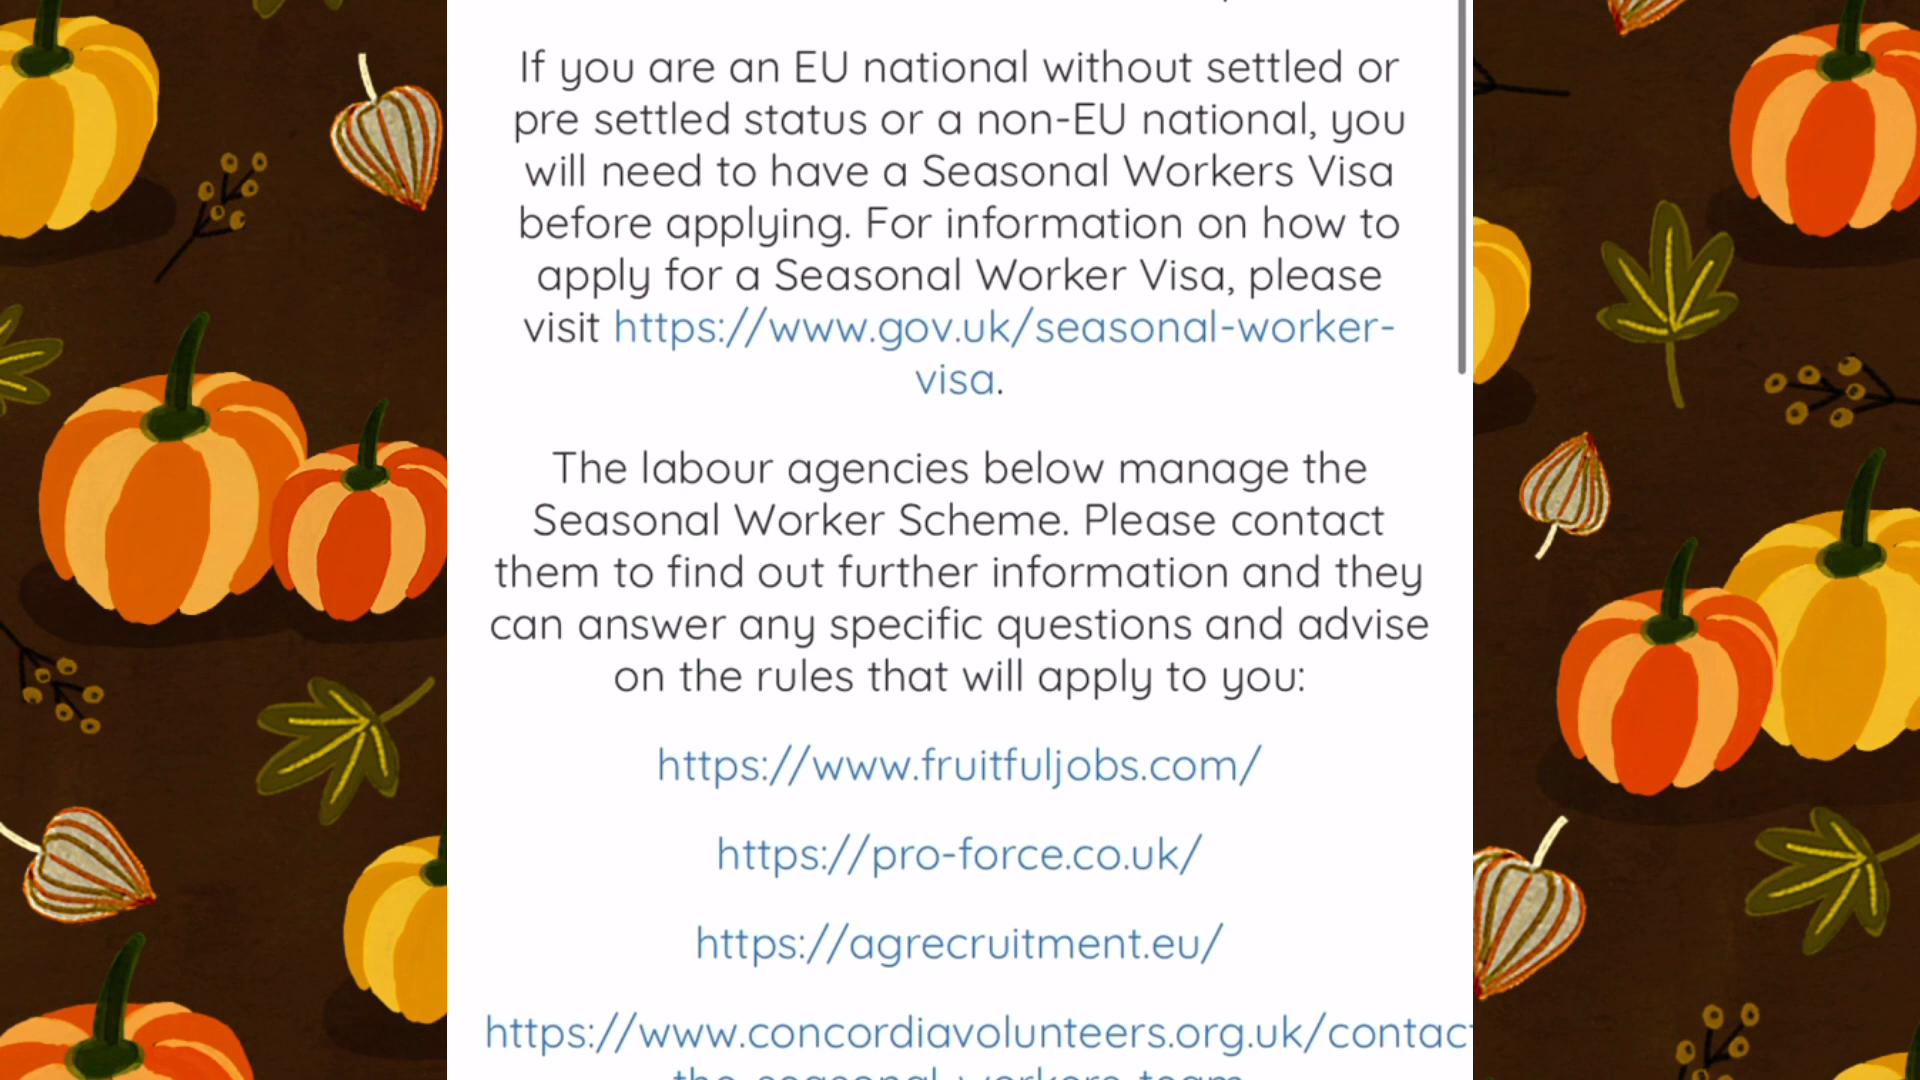 If you are an EU national without settled or
pre settled status or a non-EU national, you
will need to have a Seasonal Workers Visa
before applying. For information on how to
apply for a Seasonal Worker Visa, please
visit https://www.gov.uk/seasonal-worker-
visa.
The labour agencies below manage the
Seasonal Worker Scheme. Please contact
them to find out further information and they
can answer any specific questions and advise
on the rules that will apply to you:
https://www.fruitfuljobs.com/
https://pro-force.co.uk/
https://agrecruitment.eu/
https://www.concordiavolunteers.org.uk/contact
the-seasonal-workers-team